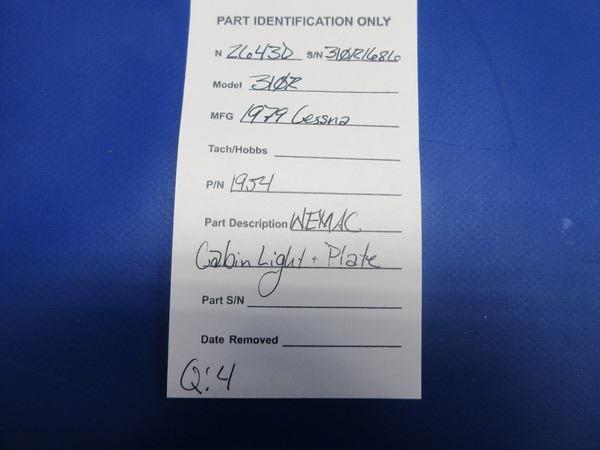 PART IDENTIFICATION ONLY
N 2643D S/N 310R1686
Model 310R
MFG 1979 Cessna
Tach/Hobbs
P/N 1954
Part Description WEMAC
Cabin Light + Plate
Part S/N
Date Removed
Q:4